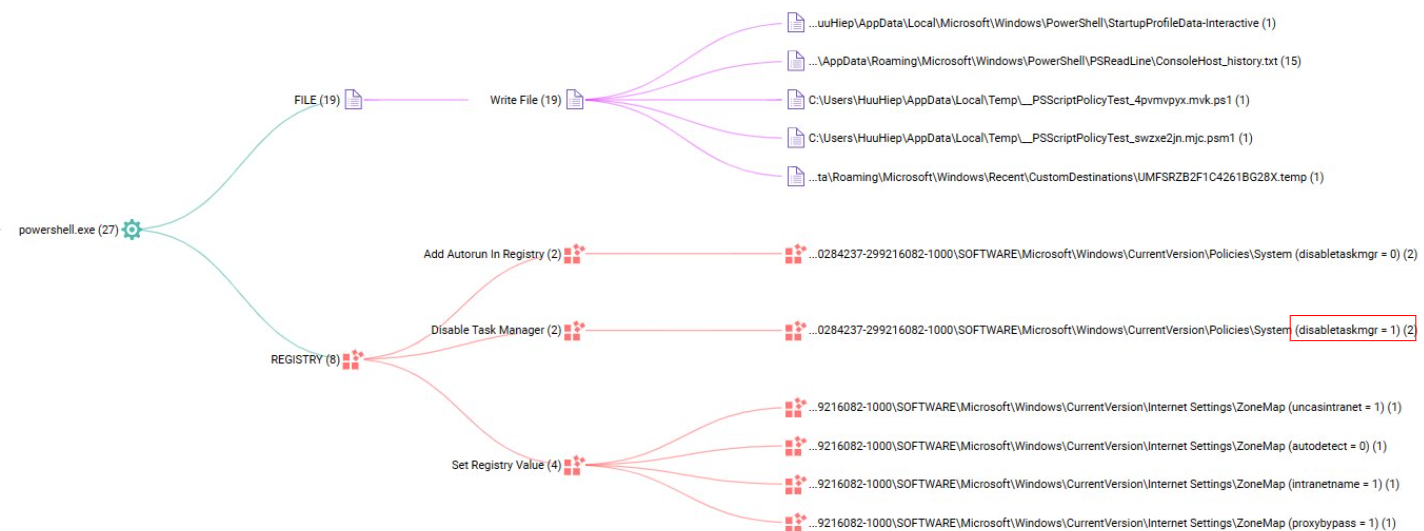 ...uuHiep\AppData\Local\Microsoft\Windows\PowerShell\StartupProfileData-Interactive (1)
...\AppData\Roaming\Microsoft\Windows\PowerShell\PSReadLine\ConsoleHost_history.txt (15)
FILE (19)
Write File (19)
C:\Users\HuuHiep\AppData\Local\Temp\__PSScriptPolicyTest_4pvmvpyx.mvk.ps1 (1)
C:\Users\HuuHiep\AppData\Local\Temp\__PSScriptPolicyTest_swzxe2jn.mjc.psm1 (1)
...ta\Roaming\Microsoft\Windows\Recent\CustomDestinations\UMFSRZB2F1C4261BG28X.temp (1)
powershell.exe (27)
Add Autorun In Registry (2)
...0284237-299216082-1000\SOFTWARE\Microsoft\Windows\CurrentVersion\Policies\System (disabletaskmgr = 0) (2)
Disable Task Manager (2)
...0284237-299216082-1000\SOFTWARE\Microsoft\Windows\CurrentVersion\Policies\System (disabletaskmgr = 1) (2)
REGISTRY (8)
...9216082-1000\SOFTWARE\Microsoft\Windows\CurrentVersion\Internet Settings\ZoneMap (uncasintranet = 1) (1)
...9216082-1000\SOFTWARE\Microsoft\Windows\CurrentVersion\Internet Settings\ZoneMap (autodetect = 0) (1)
Set Registry Value (4)
...9216082-1000\SOFTWARE\Microsoft\Windows\CurrentVersion\Internet Settings\ZoneMap (intranetname = 1) (1)
...9216082-1000\SOFTWARE\Microsoft\Windows\CurrentVersion\Internet Settings\ZoneMap (proxybypass = 1) (1)